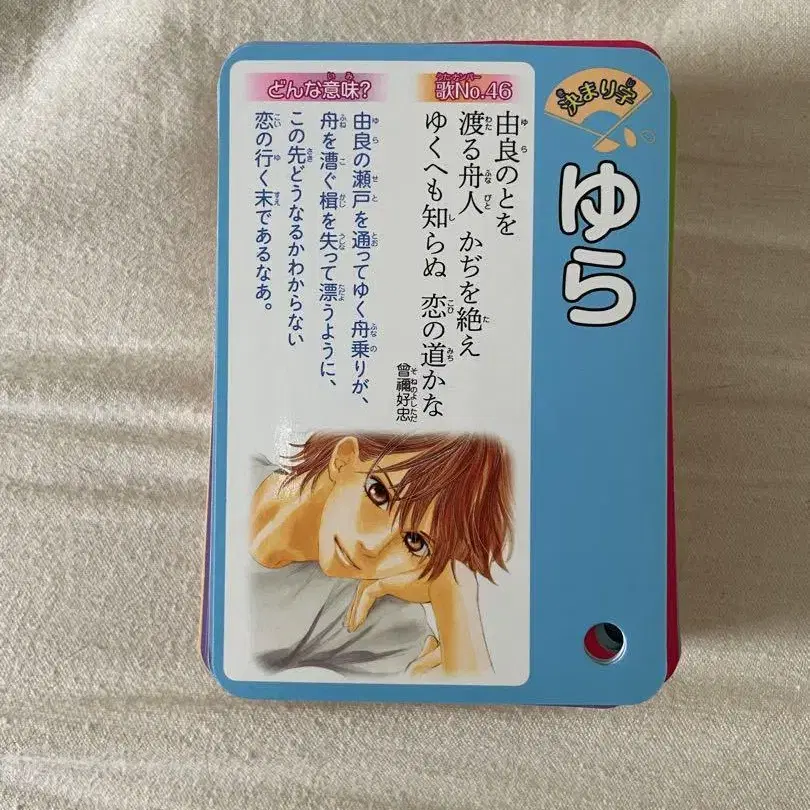 決まり字
ゆら
歌No.46
由良のとを
渡る舟人 かぢを絶え
ゆくへも知らぬ 恋の道かな
曾禰好忠
どんな意味?
由良の瀬戸を通ってゆく舟乗りが、
舟を漕ぐ楫を失って漂うように、
この先どうなるかわからない
恋の行く末であるなあ。